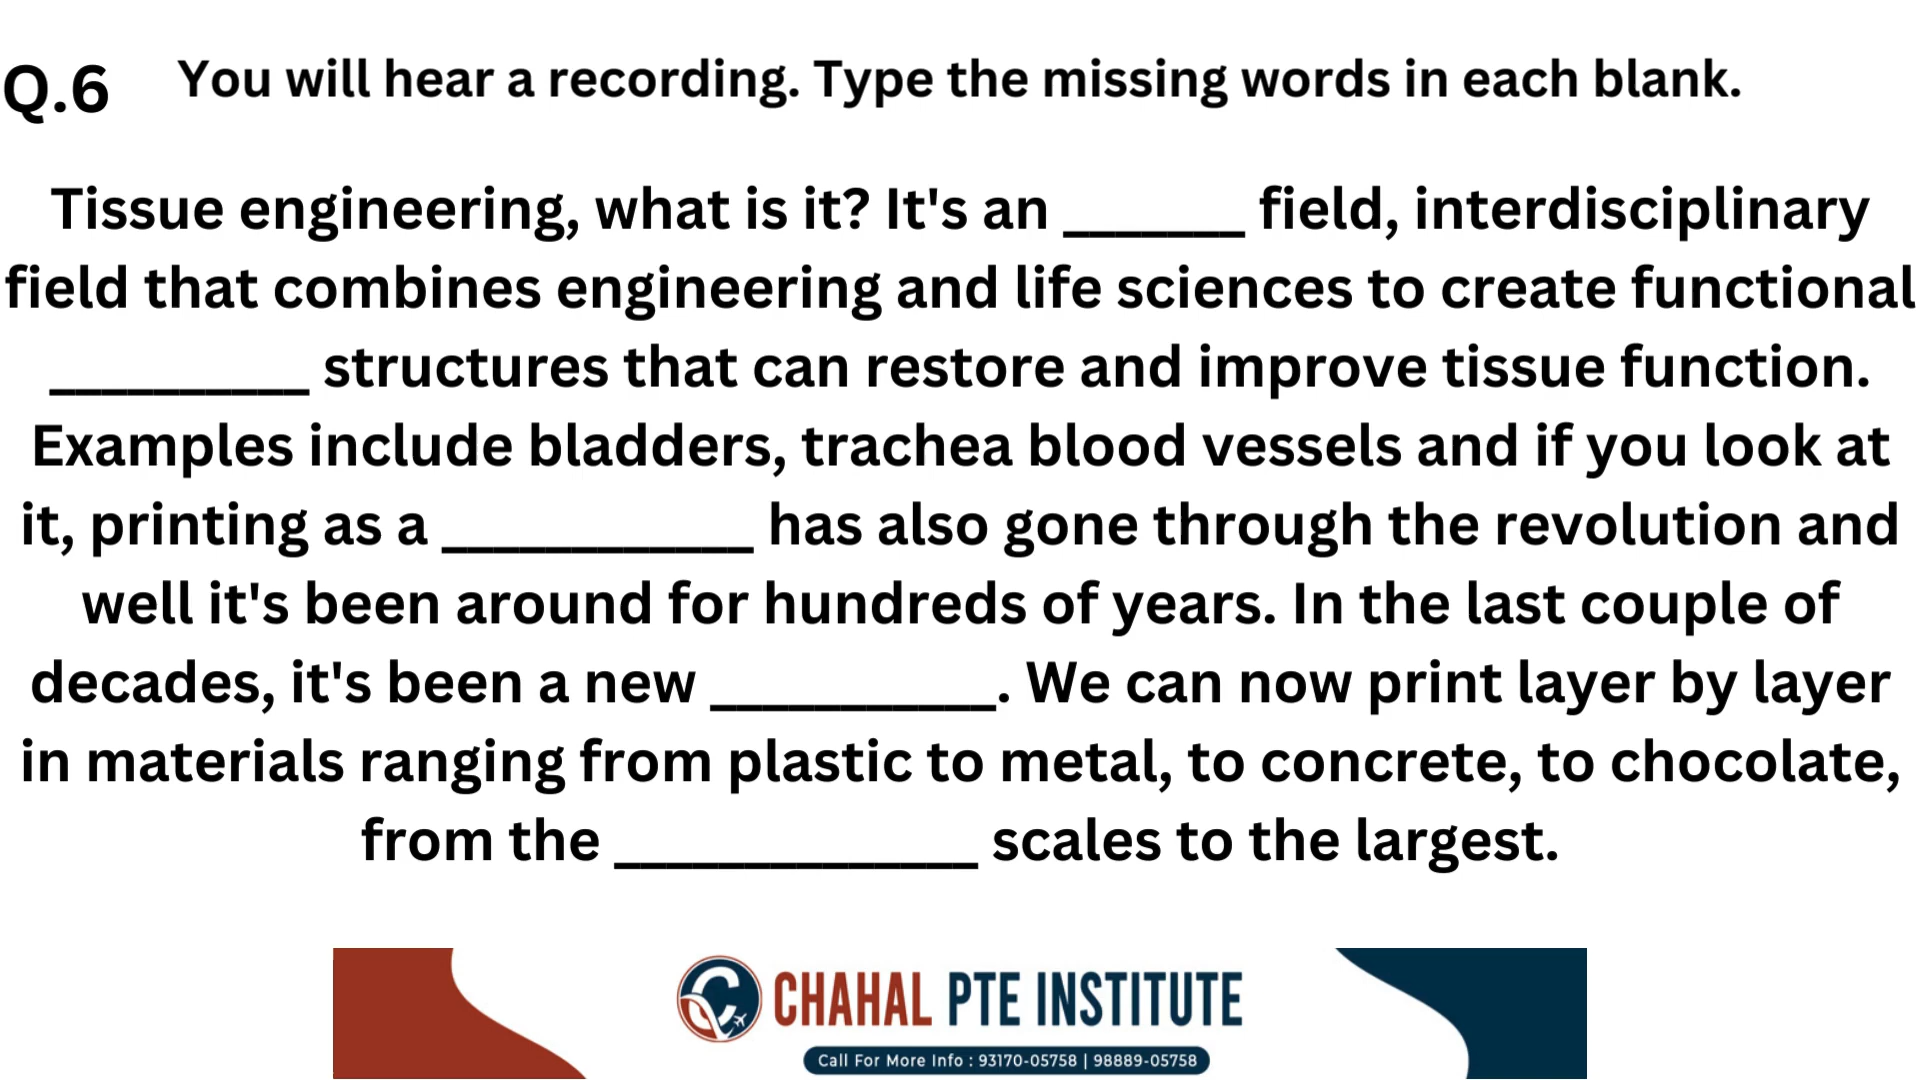 Q.6 You will hear a recording. Type the missing words in each blank.
Tissue engineering, what is it? It's an _______ field, interdisciplinary
field that combines engineering and life sciences to create functional
__________ structures that can restore and improve tissue function.
Examples include bladders, trachea blood vessels and if you look at
it, printing as a ____________ has also gone through the revolution and
well it's been around for hundreds of years. In the last couple of
decades, it's been a new ___________. We can now print layer by layer
in materials ranging from plastic to metal, to concrete, to chocolate,
from the ______________ scales to the largest.
CHAHAL PTE INSTITUTE
Call For More Info : 93170-05758 | 98889-05758